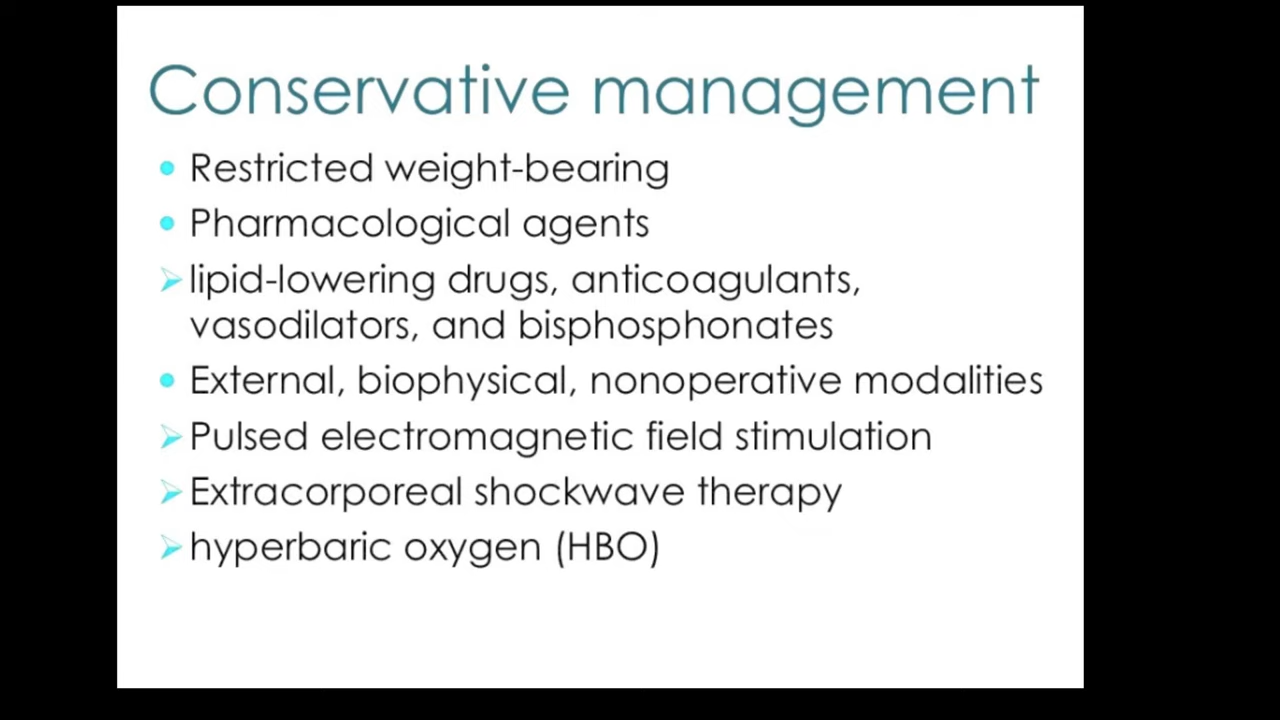 Conservative management
• Restricted weight-bearing
• Pharmacological agents
➢ lipid-lowering drugs, anticoagulants,
vasodilators, and bisphosphonates
• External, biophysical, nonoperative modalities
➢ Pulsed electromagnetic field stimulation
➢ Extracorporeal shockwave therapy
➢ hyperbaric oxygen (HBO)